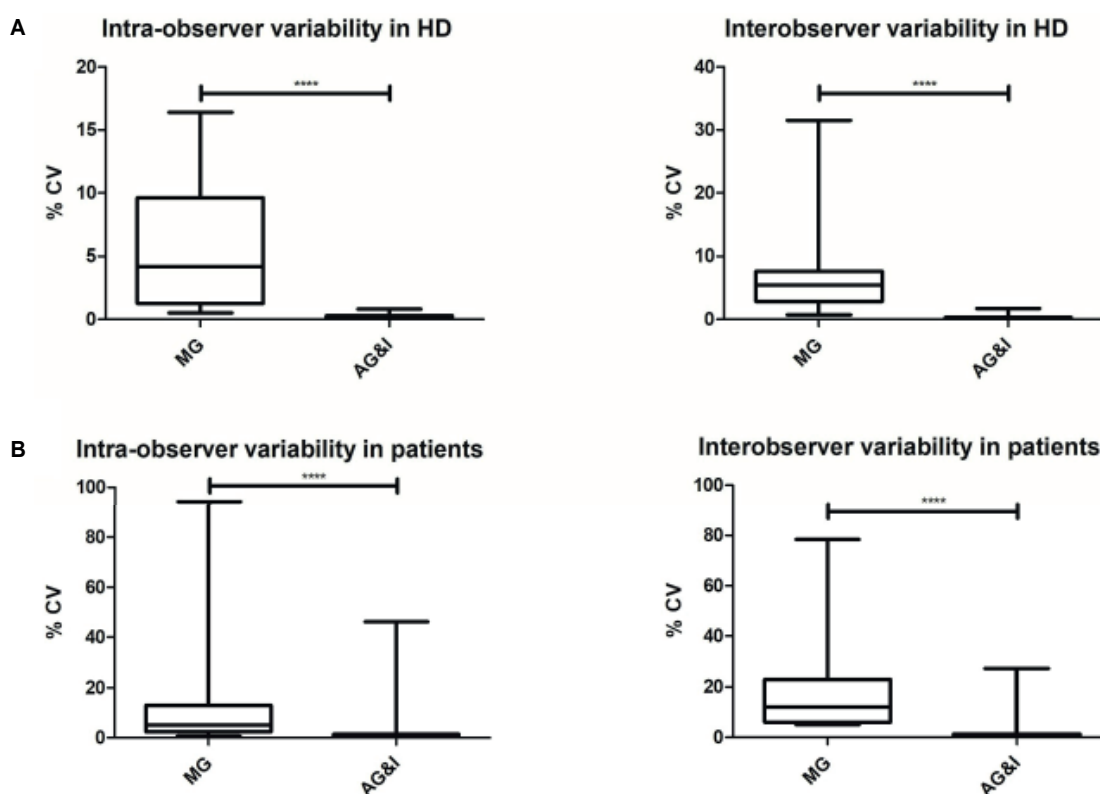 A
Intra-observer variability in HD
20
15
10
5
0
% CV
****
MG
AG&I
Interobserver variability in HD
40
30
20
10
0
% CV
****
MG
AG&I
B
Intra-observer variability in patients
100
80
60
40
20
0
% CV
****
MG
AG&I
Interobserver variability in patients
100
80
60
40
20
0
% CV
****
MG
AG&I